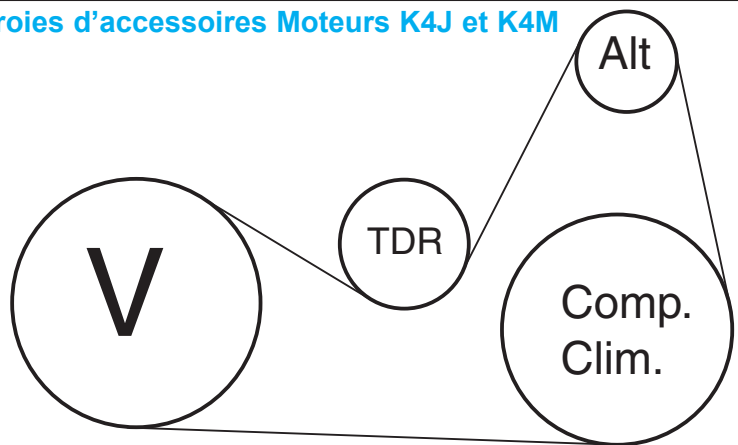 roies d'accessoires Moteurs K4J et K4M
Alt
TDR
V
Comp.
Clim.